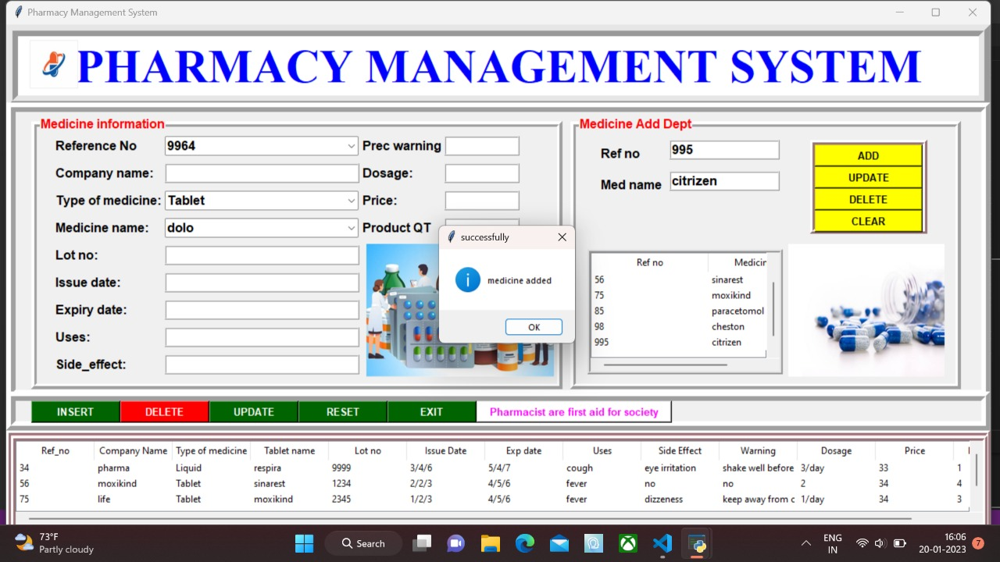 Pharmacy Management System
PHARMACY MANAGEMENT SYSTEM
Medicine information
Reference No 9964 Prec warning
Company name: Dosage:
Type of medicine: Tablet Price:
Medicine name: dolo Product QT
Lot no:
Issue date:
Expiry date:
Uses:
Side_effect:
successfully
medicine added
OK
Medicine Add Dept
Ref no 995
Med name citrizen
ADD
UPDATE
DELETE
CLEAR
Ref no Medicin
56 sinarest
75 moxikind
85 paracetomol
98 cheston
995 citrizen
INSERT DELETE UPDATE RESET EXIT Pharmacist are first aid for society
Ref_no Company Name Type of medicine Tablet name Lot no Issue Date Exp date Uses Side Effect Warning Dosage Price
34 pharma Liquid respira 9999 3/4/6 5/4/7 cough eye irritation shake well before 3/day 33 1
56 moxikind Tablet sinarest 1234 2/2/3 4/5/6 fever no no 2 34 4
75 life Tablet moxikind 2345 1/2/3 4/5/6 fever dizzeness keep away from c 1/day 34 3
73°F
Partly cloudy
Search
ENG
IN
16:06
20-01-2023
7